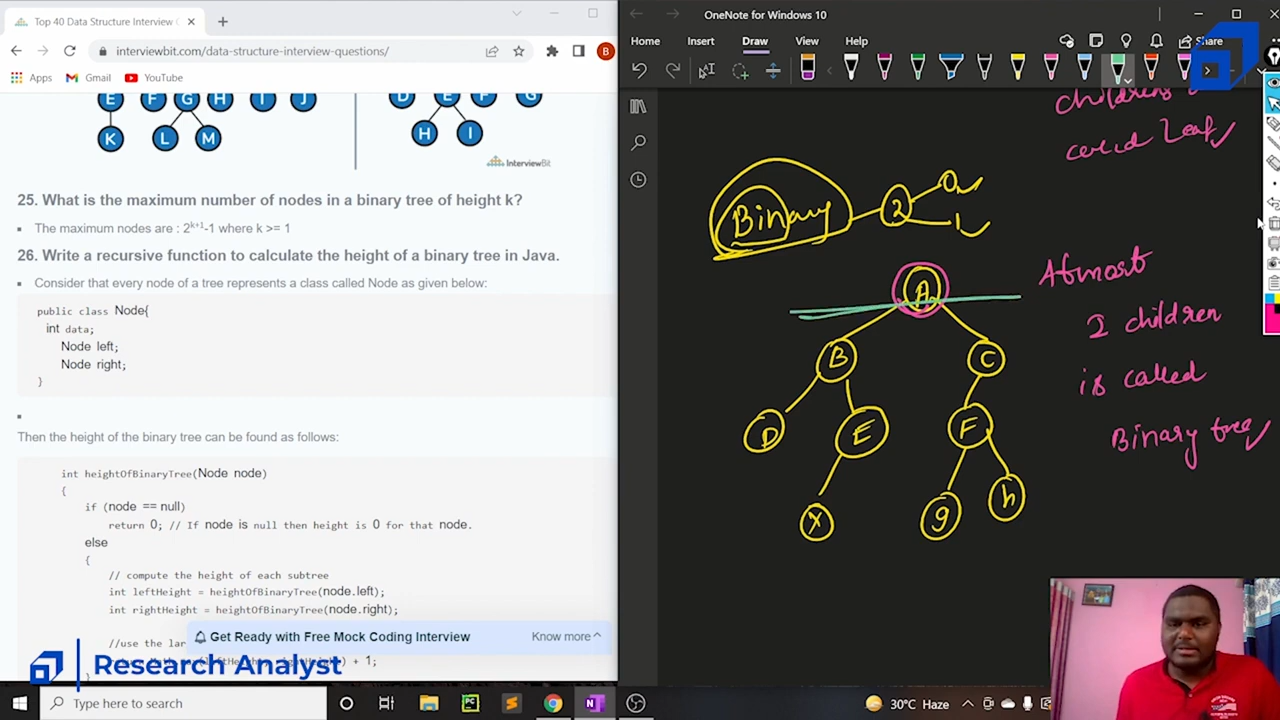 Top 40 Data Structure Interview
OneNote for Windows 10
interviewbit.com/data-structure-interview-questions/
B
Home Insert Draw View Help
Share
Apps Gmail YouTube
E F G H I J
D E F G
K L M
H I
InterviewBit
25. What is the maximum number of nodes in a binary tree of height k?
The maximum nodes are : 2k+1-1 where k >= 1
26. Write a recursive function to calculate the height of a binary tree in Java.
Consider that every node of a tree represents a class called Node as given below:
public class Node{
int data;
Node left;
Node right;
}
Then the height of the binary tree can be found as follows:
int heightOfBinaryTree(Node node)
{
if (node == null)
return 0; // If node is null then height is 0 for that node.
else
{
// compute the height of each subtree
int leftHeight = heightOfBinaryTree(node.left);
int rightHeight = heightOfBinaryTree(node.right);
//use the lar
+ 1;
}
Get Ready with Free Mock Coding Interview
Know more
Research Analyst
childrens
Leaf
Binary 2 0
1
A
B C
D E F
X g h
Atmost
2 children
is called
Binary tree
Type here to search
30°C Haze